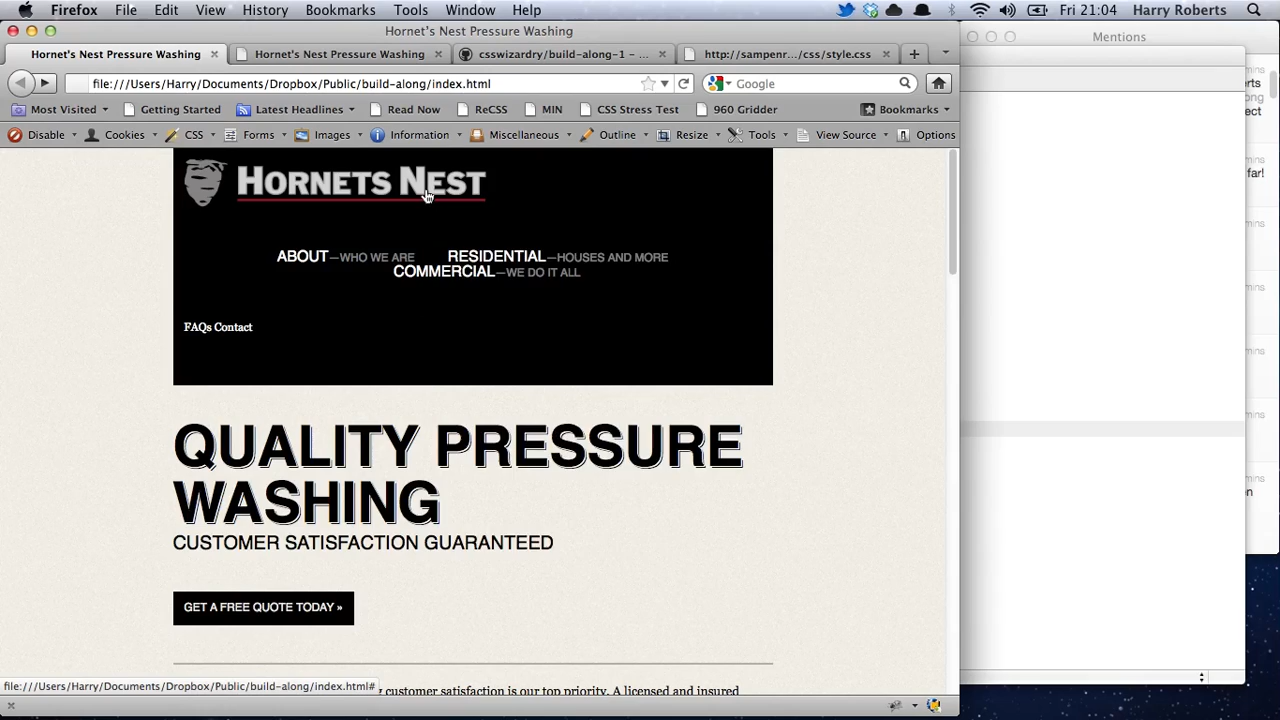 Firefox File Edit View History Bookmarks Tools Window Help Fri 21:04 Harry Roberts
Hornet's Nest Pressure Washing
Mentions
Hornet's Nest Pressure Washing Hornet's Nest Pressure Washing csswizardry/build-along-1 - ... http://sampenr.../css/style.css
file:///Users/Harry/Documents/Dropbox/Public/build-along/index.html Google
Most Visited Getting Started Latest Headlines Read Now ReCSS MIN CSS Stress Test 960 Gridder Bookmarks
Disable Cookies CSS Forms Images Information Miscellaneous Outline Resize Tools View Source Options
HORNETS NEST
ABOUT—WHO WE ARE RESIDENTIAL—HOUSES AND MORE
COMMERCIAL—WE DO IT ALL
FAQs Contact
QUALITY PRESSURE
WASHING
CUSTOMER SATISFACTION GUARANTEED
GET A FREE QUOTE TODAY »
customer satisfaction is our top priority. A licensed and insured
file:///Users/Harry/Documents/Dropbox/Public/build-along/index.html#